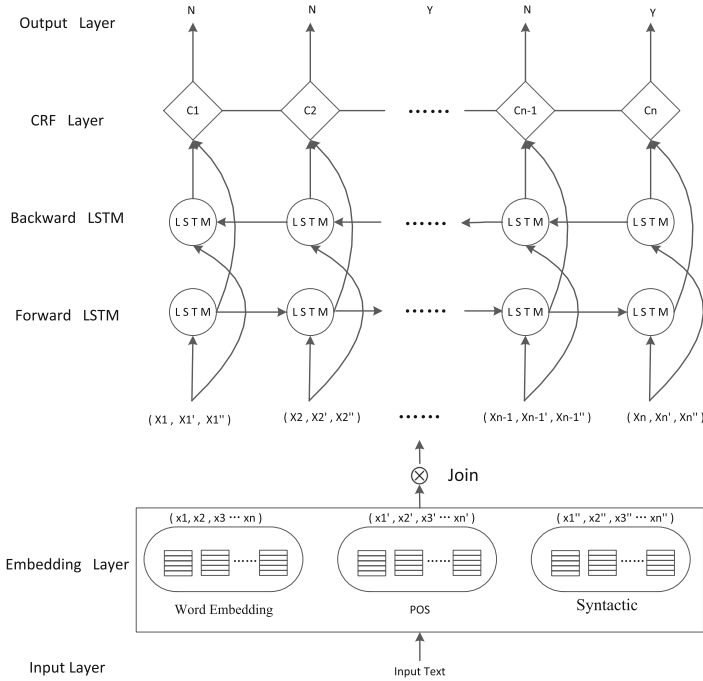 Output Layer N N Y N Y
CRF Layer C1 C2 ······ Cn-1 Cn
Backward LSTM LSTM LSTM ······ LSTM LSTM
Forward LSTM LSTM LSTM ······ LSTM LSTM
( X1 , X1' , X1'' ) ( X2 , X2' , X2'' ) ······ ( Xn-1 , Xn-1' , Xn-1'' ) ( Xn , Xn' , Xn'' )
Join
( x1, x2 , x3 ··· xn ) ( x1' , x2' , x3' ··· xn' ) ( x1'' , x2'' , x3'' ··· xn'' )
Embedding Layer ······ ······ ······
Word Embedding POS Syntactic
Input Layer Input Text